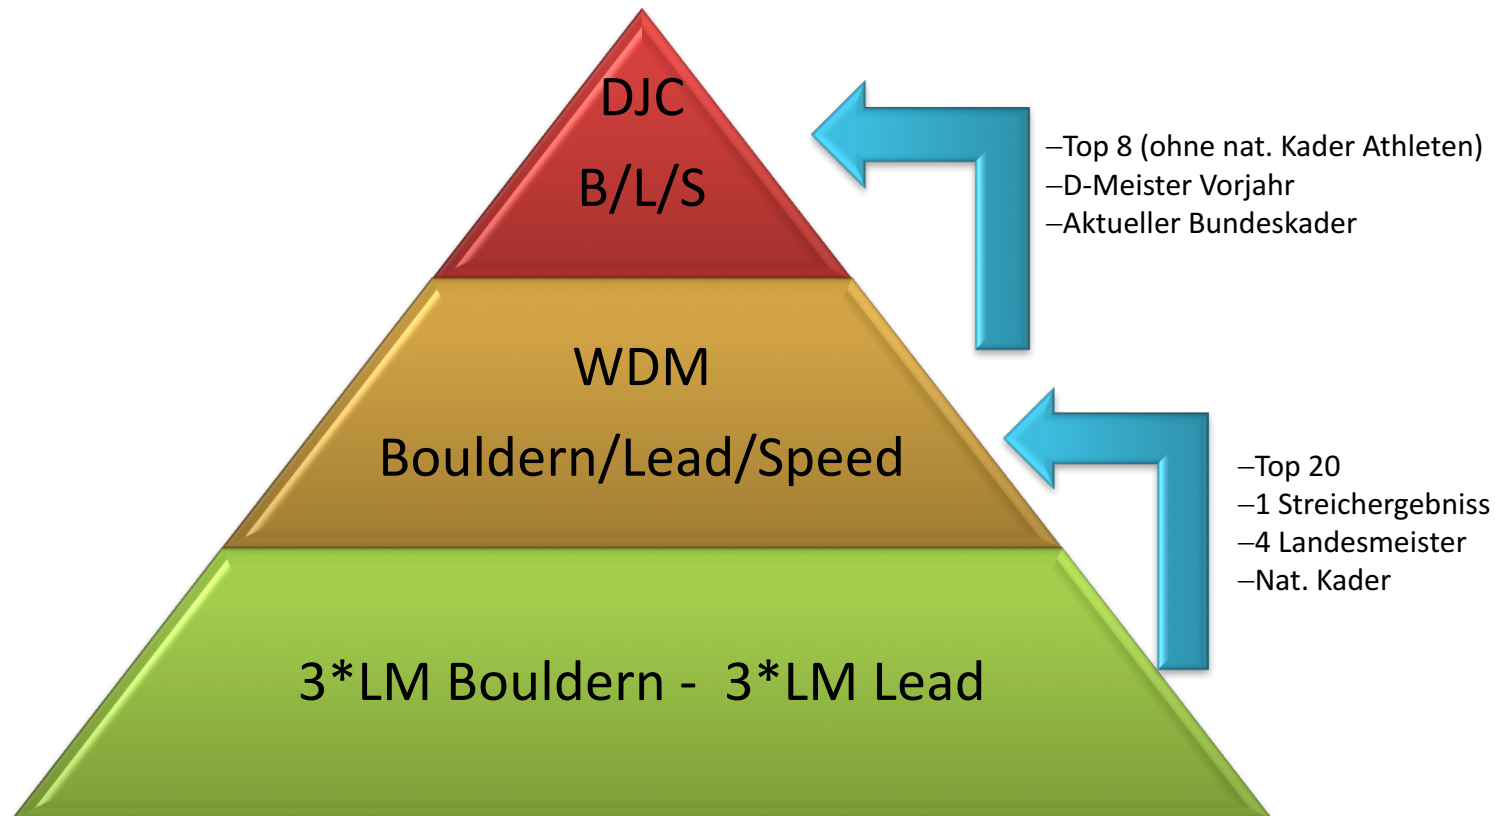 DJC
B/L/S
–Top 8 (ohne nat. Kader Athleten)
–D-Meister Vorjahr
–Aktueller Bundeskader
WDM
Bouldern/Lead/Speed
–Top 20
–1 Streichergebniss
–4 Landesmeister
–Nat. Kader
3*LM Bouldern - 3*LM Lead